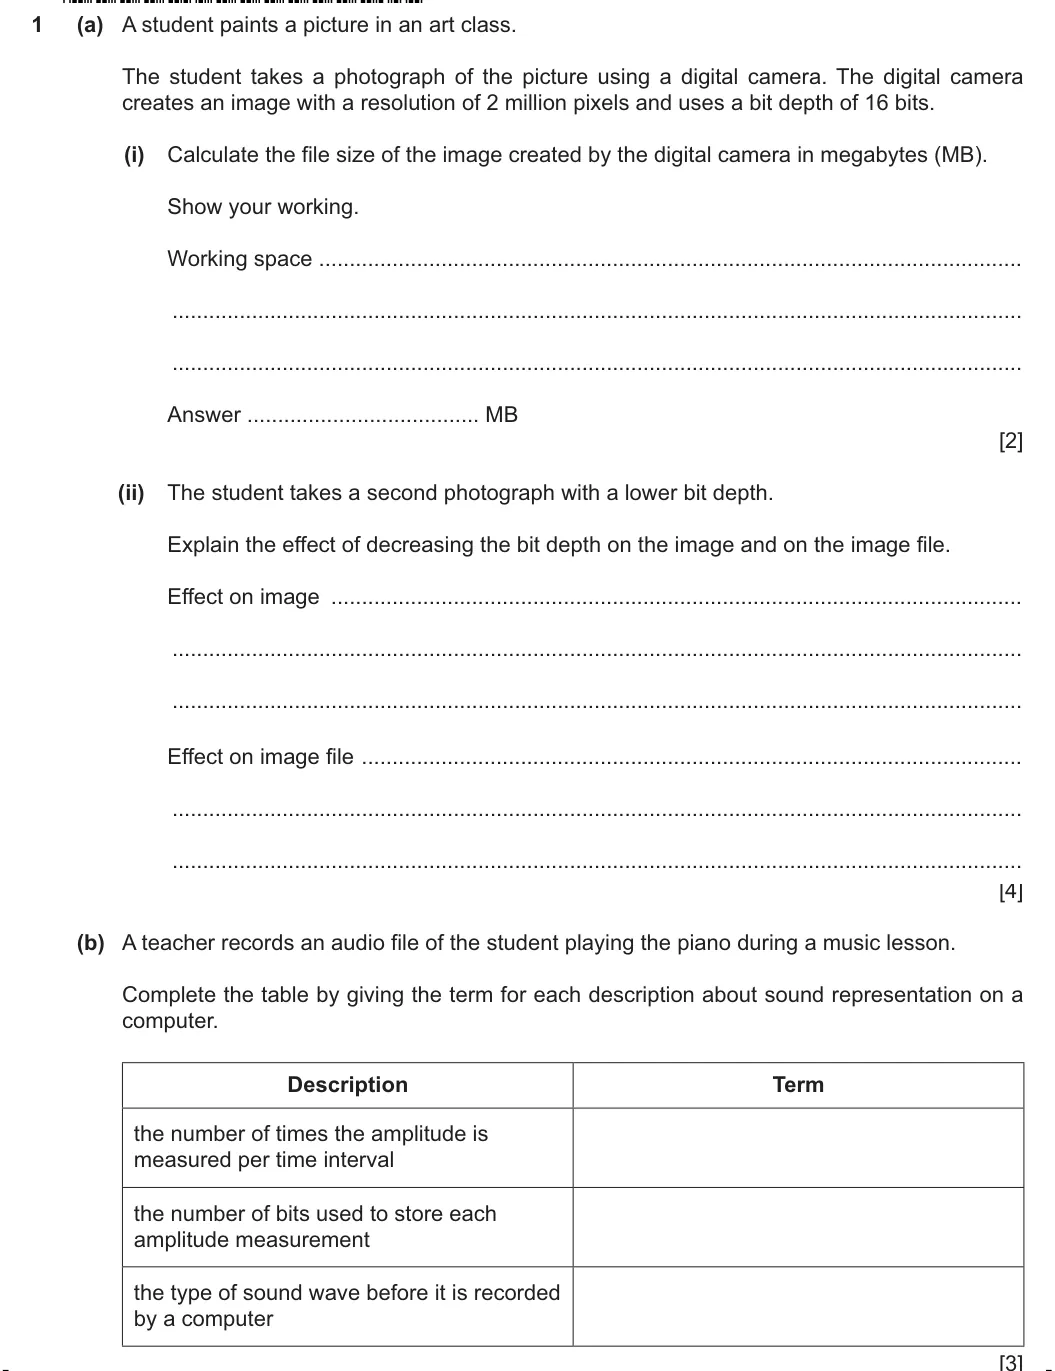 1 (a) A student paints a picture in an art class.
The student takes a photograph of the picture using a digital camera. The digital camera
creates an image with a resolution of 2 million pixels and uses a bit depth of 16 bits.
(i) Calculate the file size of the image created by the digital camera in megabytes (MB).
Show your working.
Working space ....................................................................................................................
............................................................................................................................................
............................................................................................................................................
Answer ...................................... MB
[2]
(ii) The student takes a second photograph with a lower bit depth.
Explain the effect of decreasing the bit depth on the image and on the image file.
Effect on image ..................................................................................................................
............................................................................................................................................
............................................................................................................................................
Effect on image file .............................................................................................................
............................................................................................................................................
............................................................................................................................................
[4]
(b) A teacher records an audio file of the student playing the piano during a music lesson.
Complete the table by giving the term for each description about sound representation on a
computer.
Description Term
the number of times the amplitude is
measured per time interval
the number of bits used to store each
amplitude measurement
the type of sound wave before it is recorded
by a computer
[3]